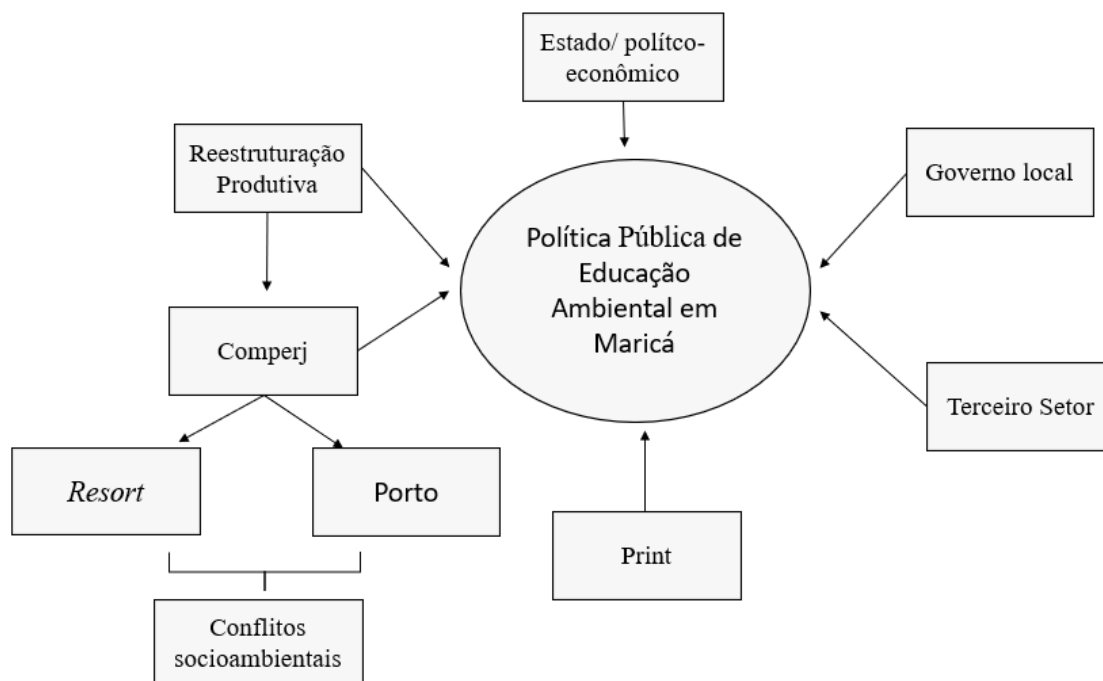 Estado/ polítco-
econômico
Reestruturação
Produtiva
Governo local
Política Pública de
Educação
Ambiental em
Maricá
Comperj
Terceiro Setor
Resort
Porto
Print
Conflitos
socioambientais